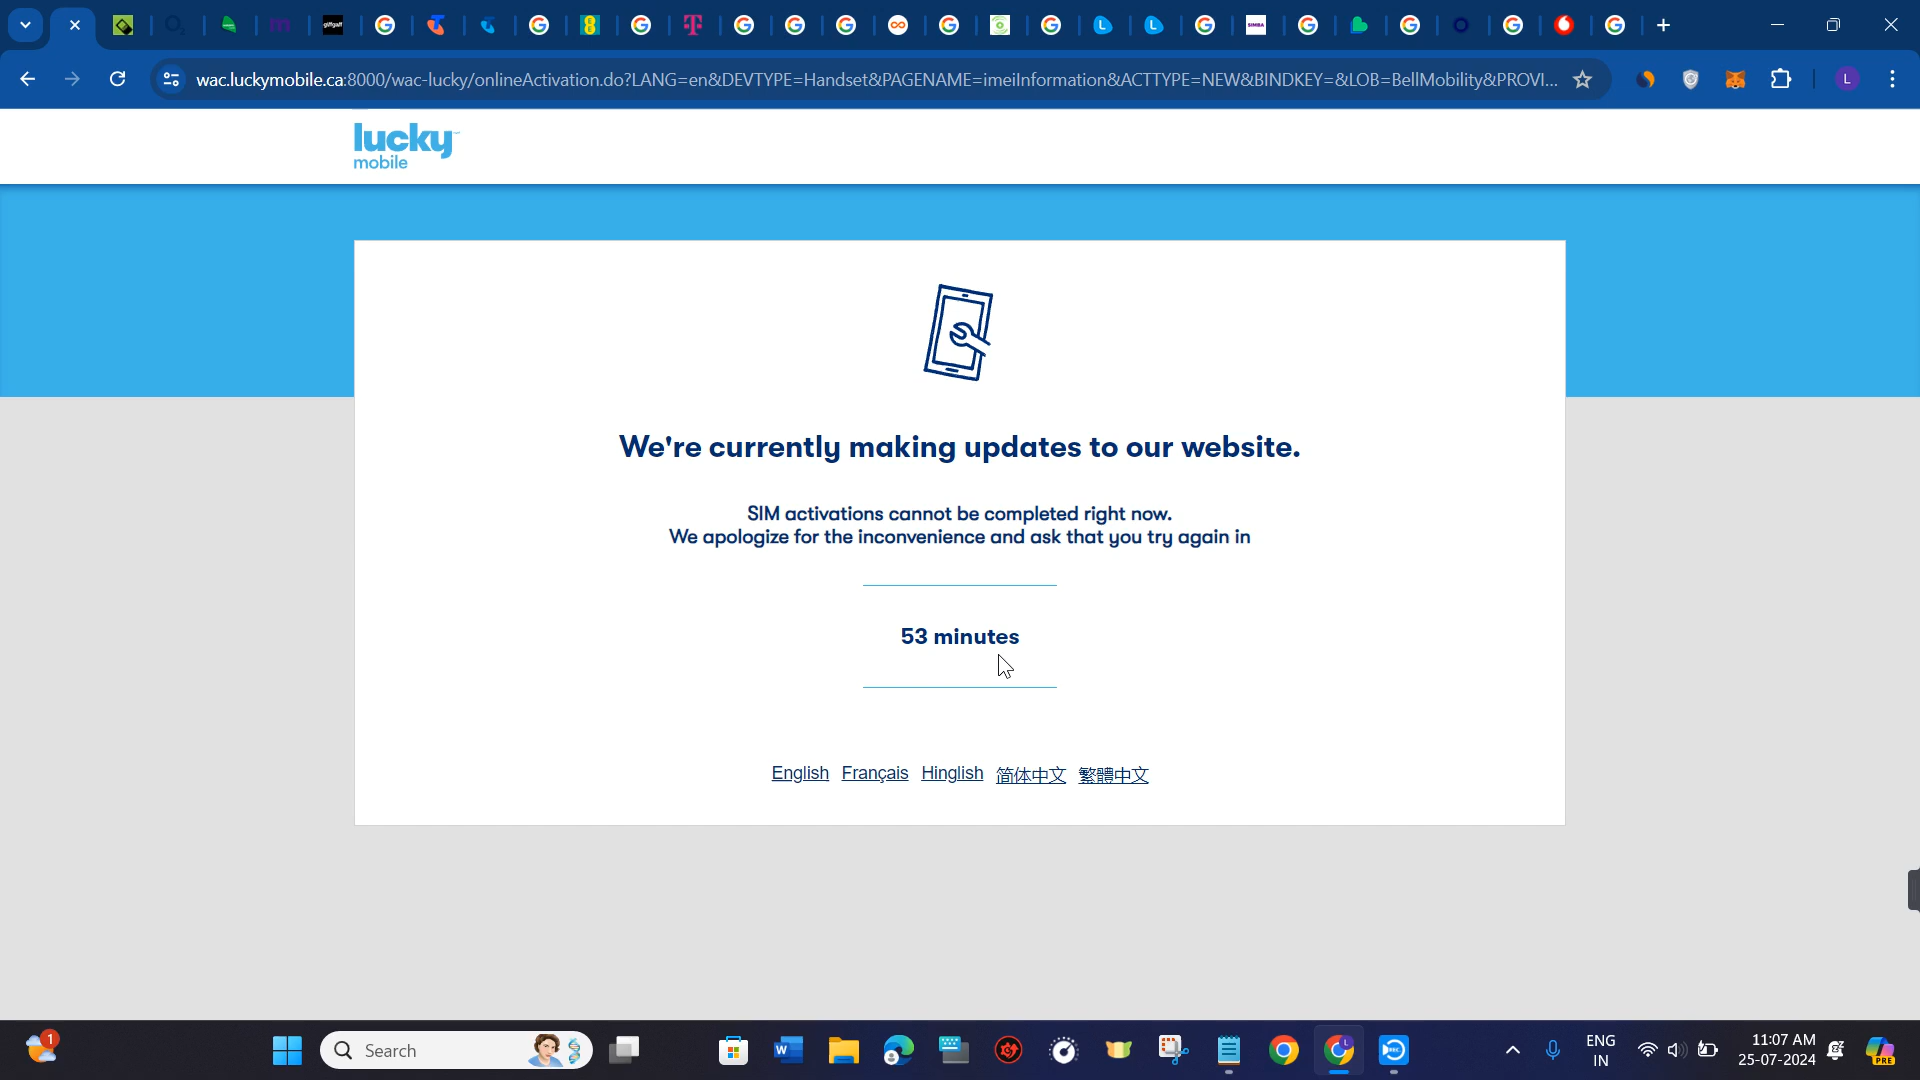 wac.luckymobile.ca:8000/wac-lucky/onlineActivation.do?LANG=en&DEVTYPE=Handset&PAGENAME=imeiInformation&ACTTYPE=NEW&BINDKEY=&LOB=BellMobility&PROVI...
L
lucky
mobile
We're currently making updates to our website.
SIM activations cannot be completed right now.
We apologize for the inconvenience and ask that you try again in
53 minutes
English Français Hinglish 简体中文 繁體中文
1
Search
ENG
IN
11:07 AM
25-07-2024
PRE